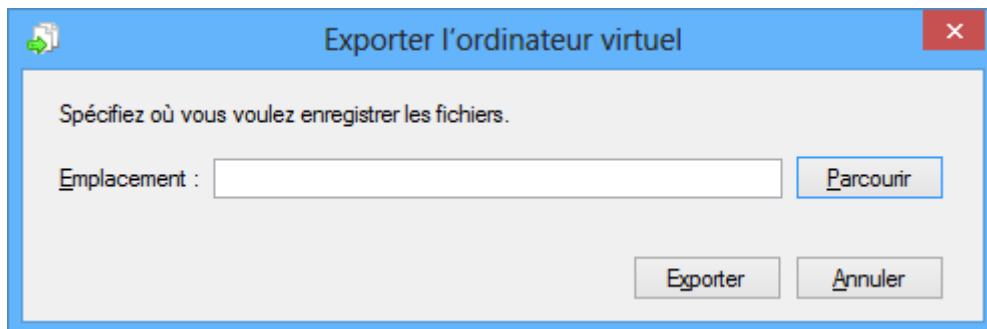 Exporter l'ordinateur virtuel
Spécifiez où vous voulez enregistrer les fichiers.
Emplacement : Parcourir
Exporter Annuler